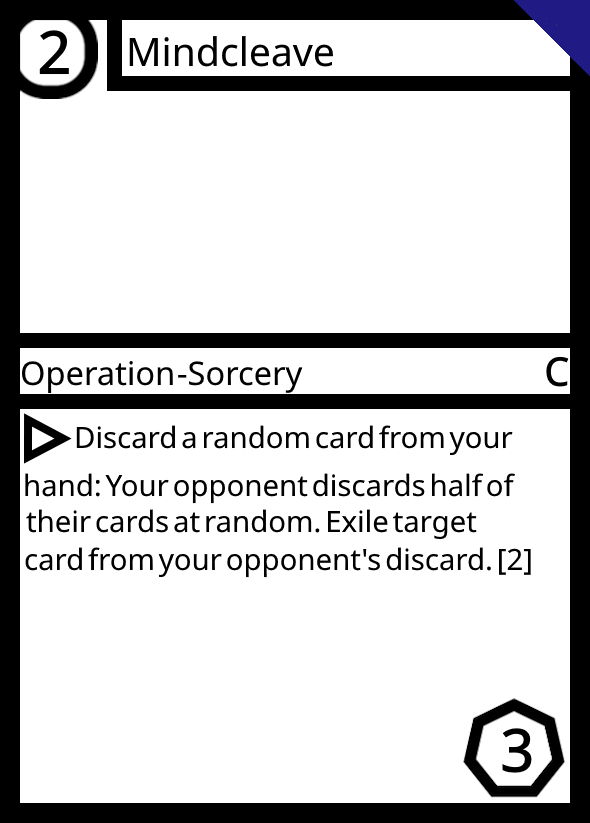 2
Mindcleave
Operation-Sorcery
C
Discard a random card from your
hand: Your opponent discards half of
their cards at random. Exile target
card from your opponent's discard. [2]
3